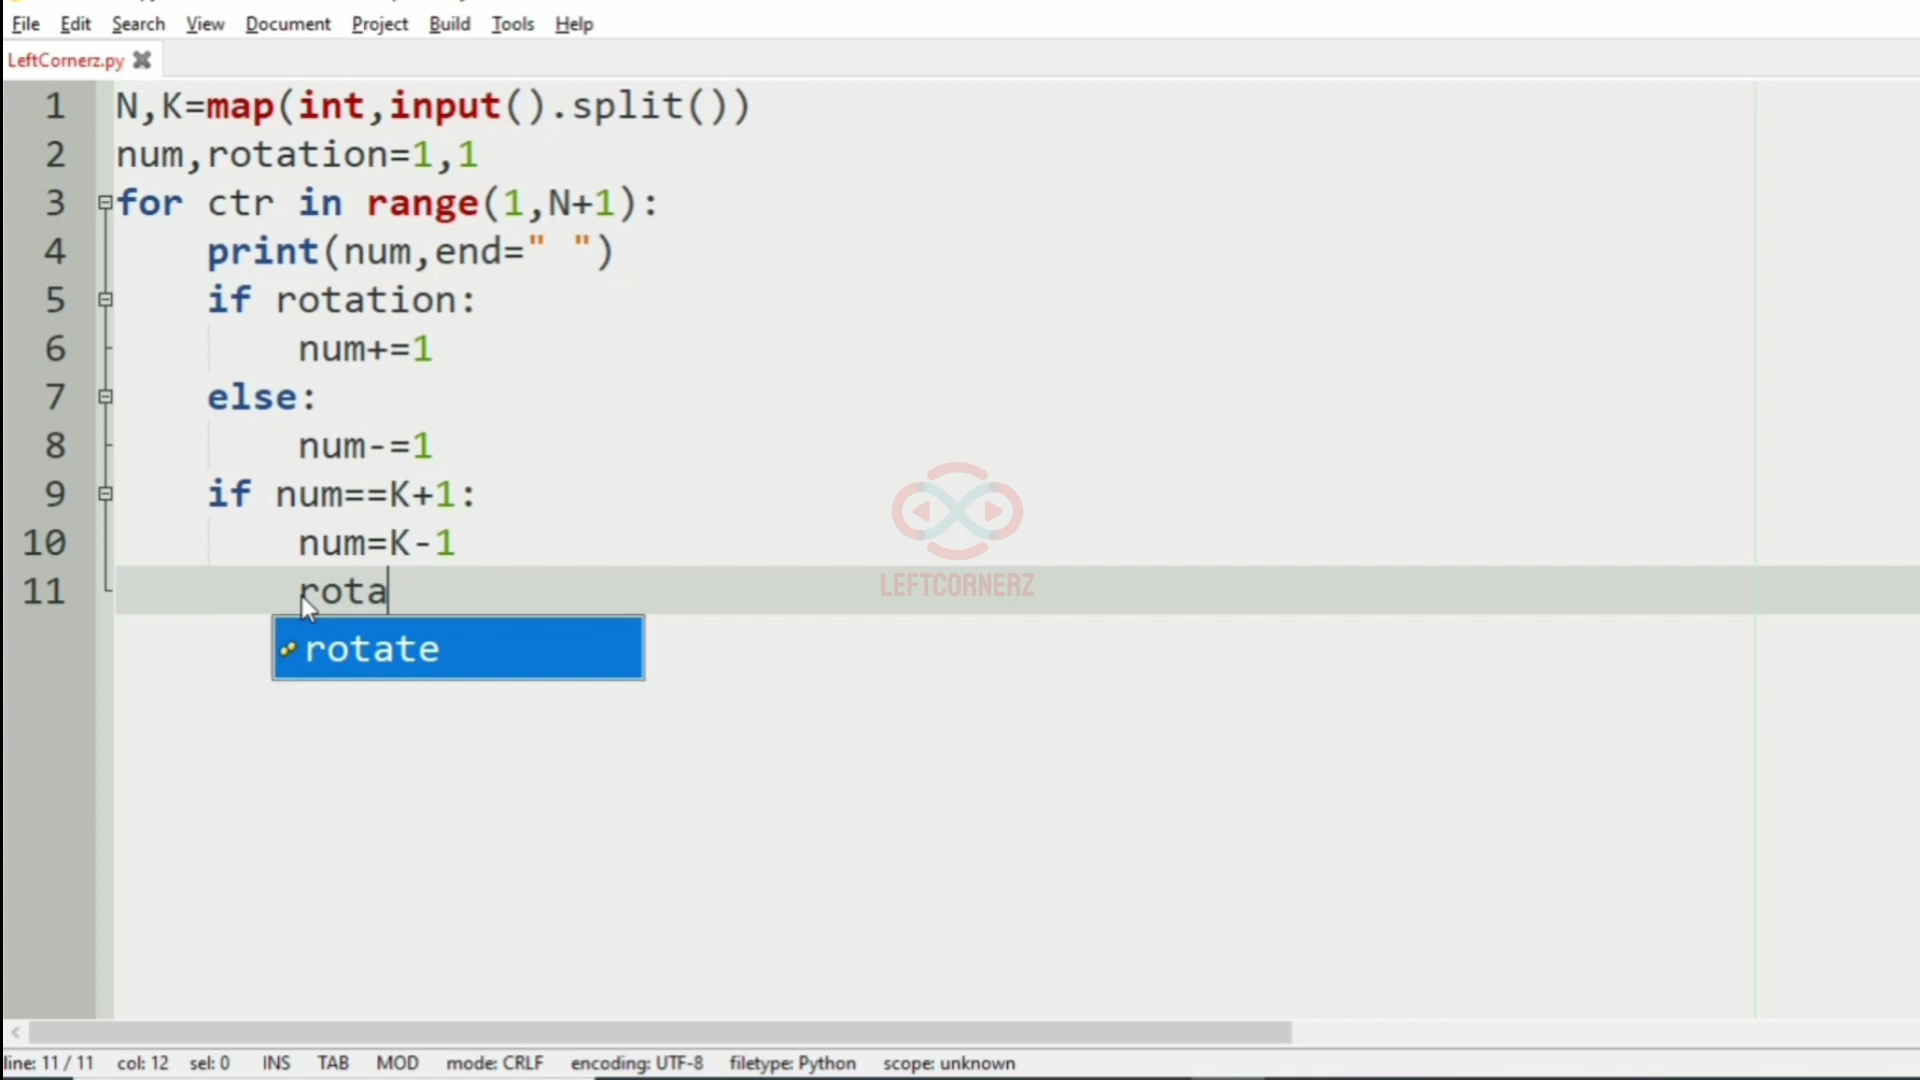 File Edit Search View Document Project Build Tools Help
LeftCornerz.py
1 N,K=map(int,input().split())
2 num,rotation=1,1
3 for ctr in range(1,N+1):
4     print(num,end=" ")
5     if rotation:
6         num+=1
7     else:
8         num-=1
9     if num==K+1:
10         num=K-1
11         rota
rotate
LEFTCORNERZ
line: 11 / 11 col: 12 sel: 0 INS TAB MOD mode: CRLF encoding: UTF-8 filetype: Python scope: unknown